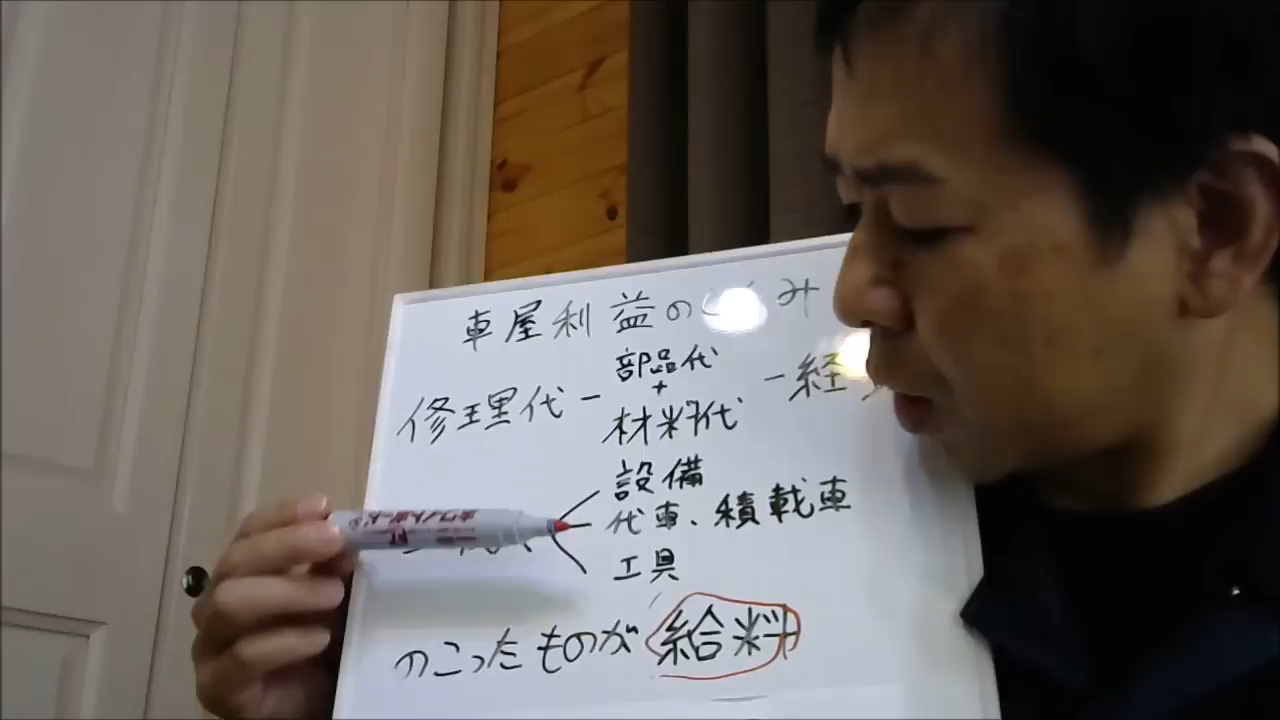 車屋利益の み
修理代 - 部品代 + 材料代 - 経
設備
代車、積載車
工具
のこったものが 給料